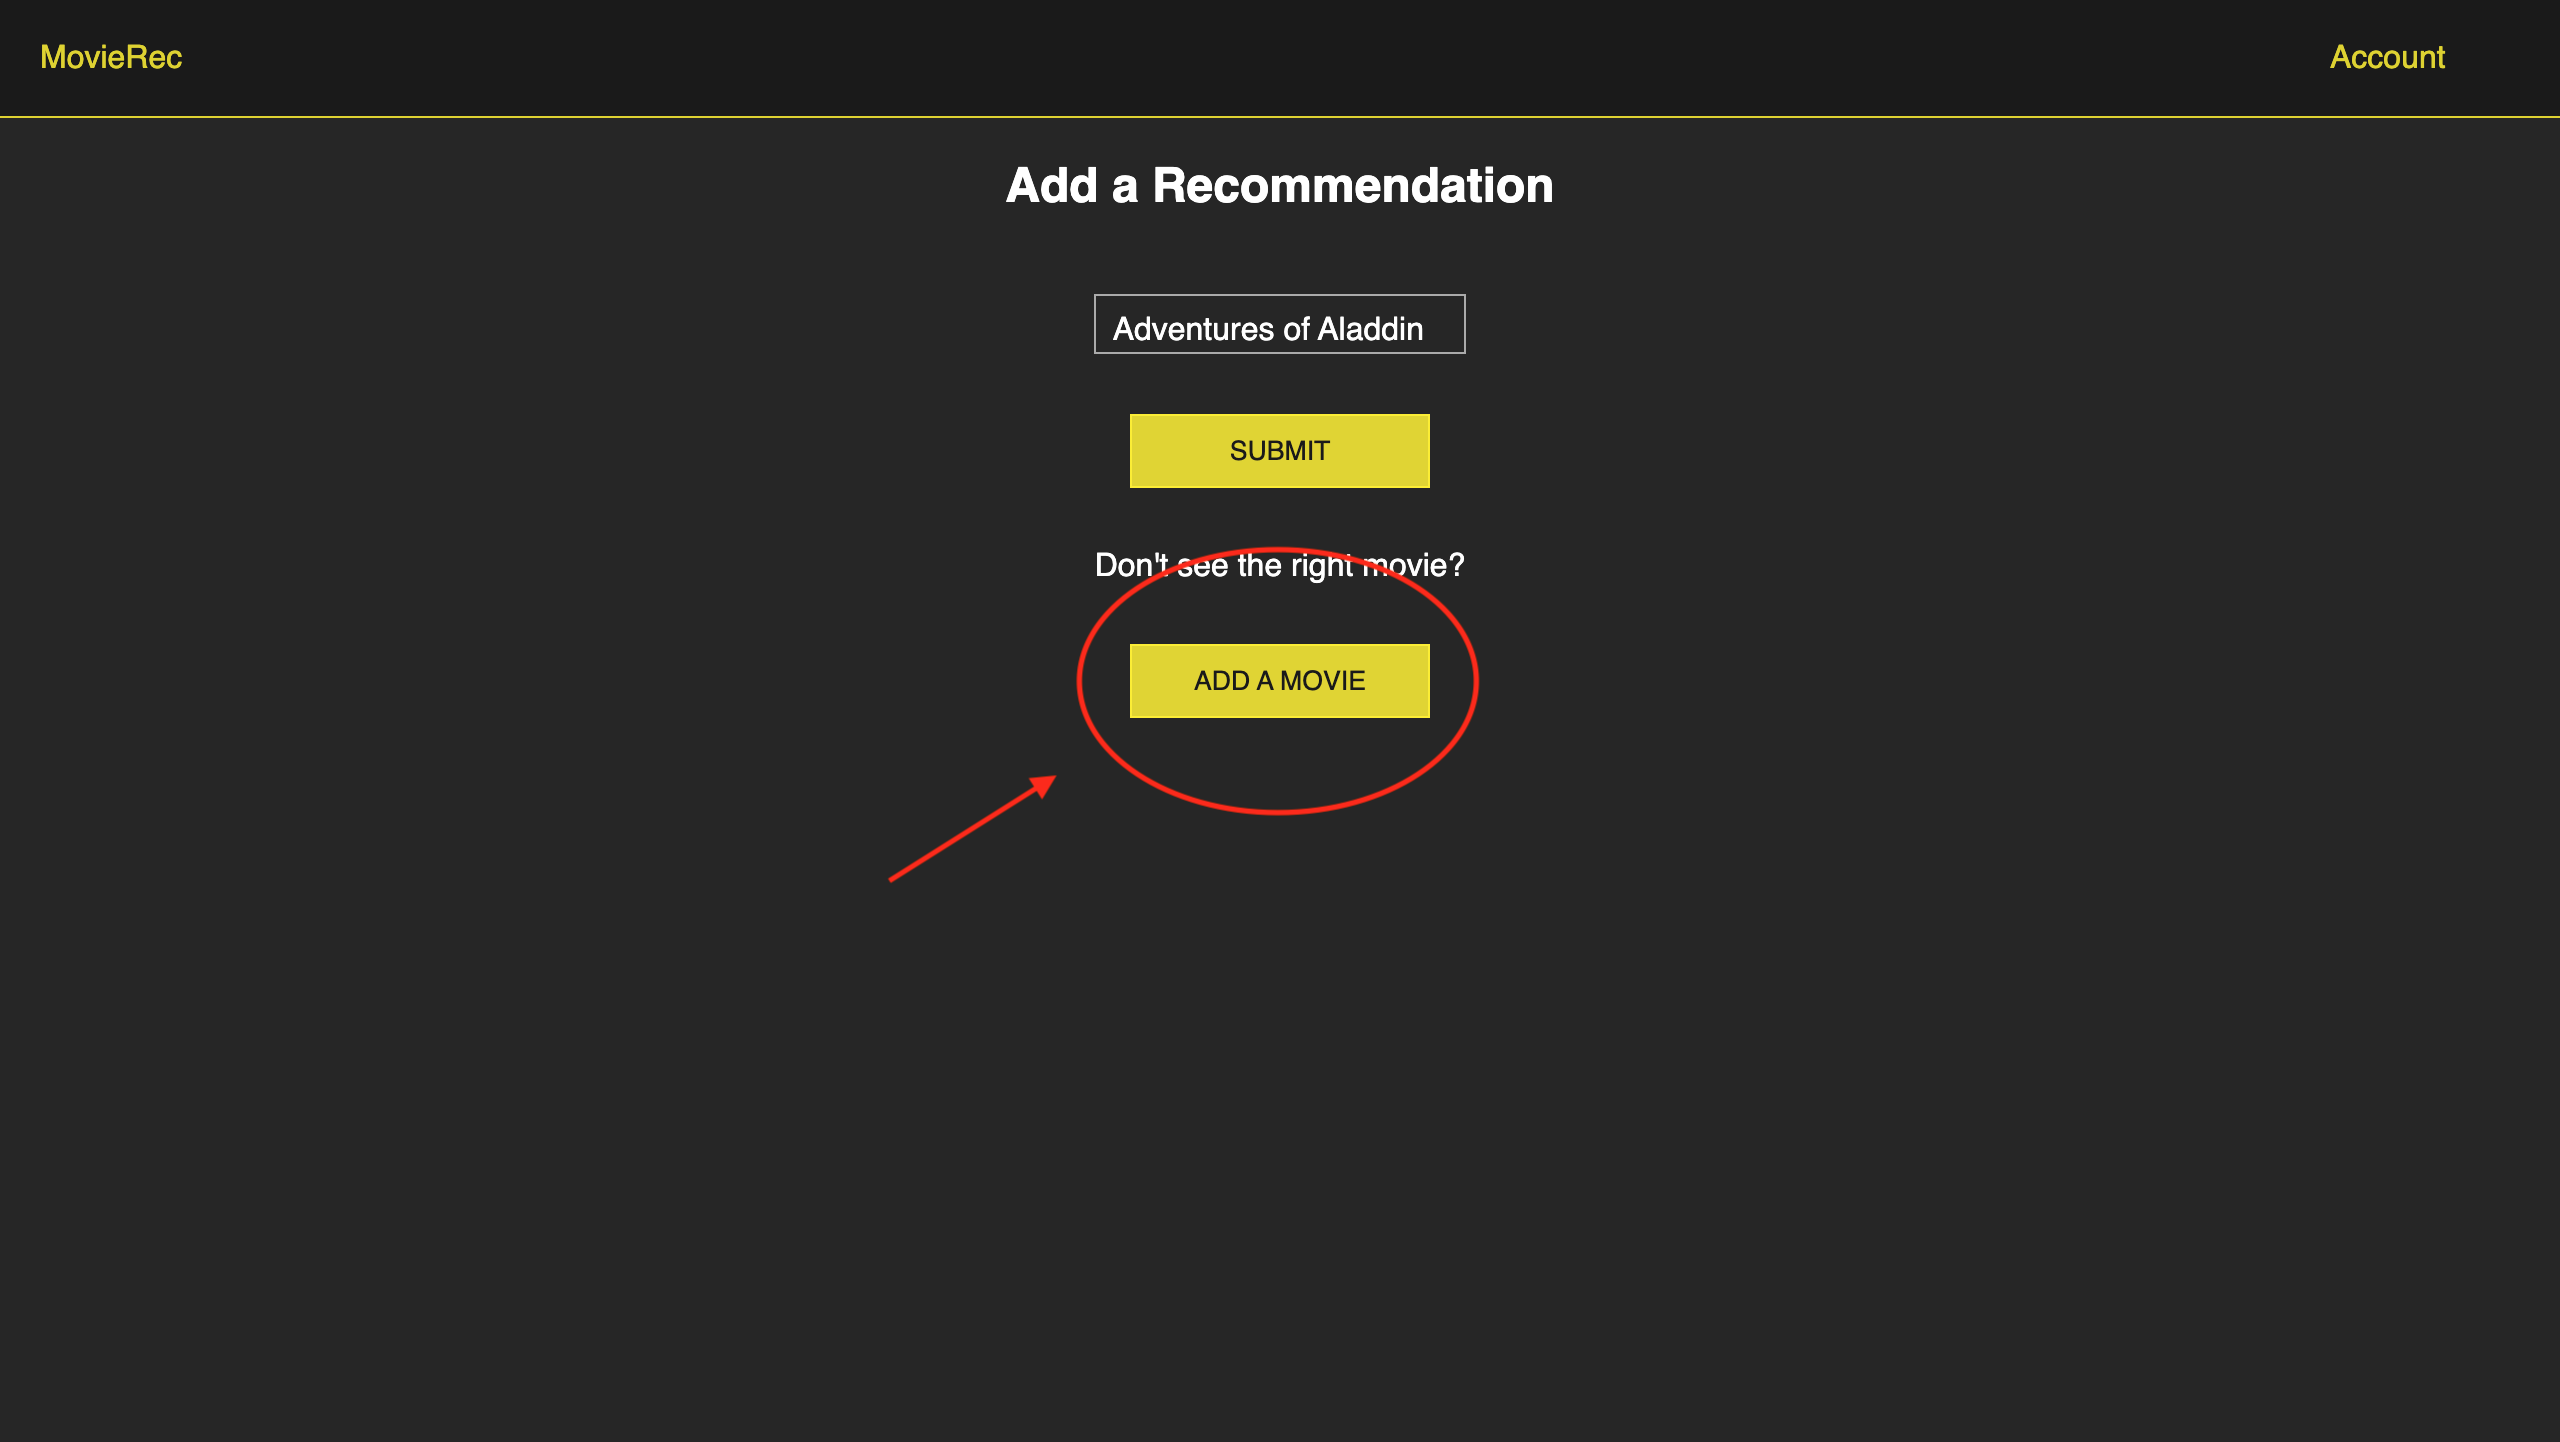 MovieRec
Account
Add a Recommendation
Adventures of Aladdin
SUBMIT
Don't see the right movie?
ADD A MOVIE